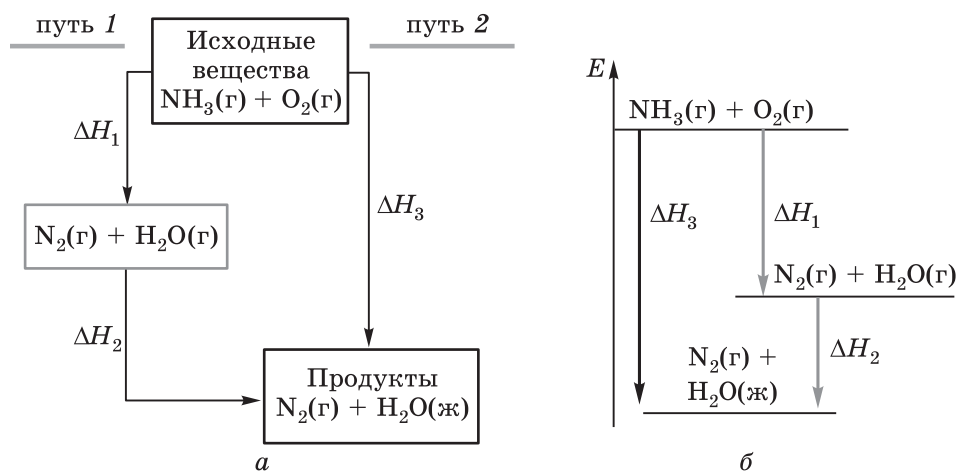 путь 1
путь 2
Исходные
вещества
NH₃(г) + O₂(г)
ΔH₁
ΔH₃
N₂(г) + H₂O(г)
ΔH₂
Продукты
N₂(г) + H₂O(ж)
а
E
NH₃(г) + O₂(г)
ΔH₃
ΔH₁
N₂(г) + H₂O(г)
ΔH₂
N₂(г) +
H₂O(ж)
б